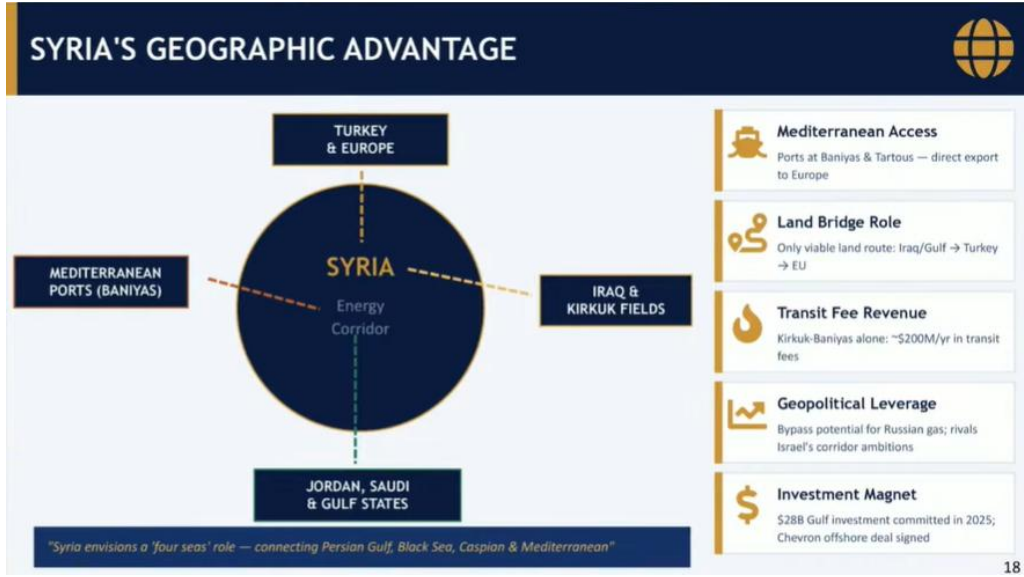 SYRIA'S GEOGRAPHIC ADVANTAGE
TURKEY
& EUROPE
MEDITERRANEAN
PORTS (BANIYAS)
SYRIA
Energy
Corridor
IRAQ &
KIRKUK FIELDS
JORDAN, SAUDI
& GULF STATES
"Syria envisions a 'four seas' role — connecting Persian Gulf, Black Sea, Caspian & Mediterranean"
Mediterranean Access
Ports at Baniyas & Tartous — direct export
to Europe
Land Bridge Role
Only viable land route: Iraq/Gulf → Turkey
→ EU
Transit Fee Revenue
Kirkuk-Baniyas alone: ~$200M/yr in transit
fees
Geopolitical Leverage
Bypass potential for Russian gas; rivals
Israel's corridor ambitions
Investment Magnet
$28B Gulf investment committed in 2025;
Chevron offshore deal signed
18